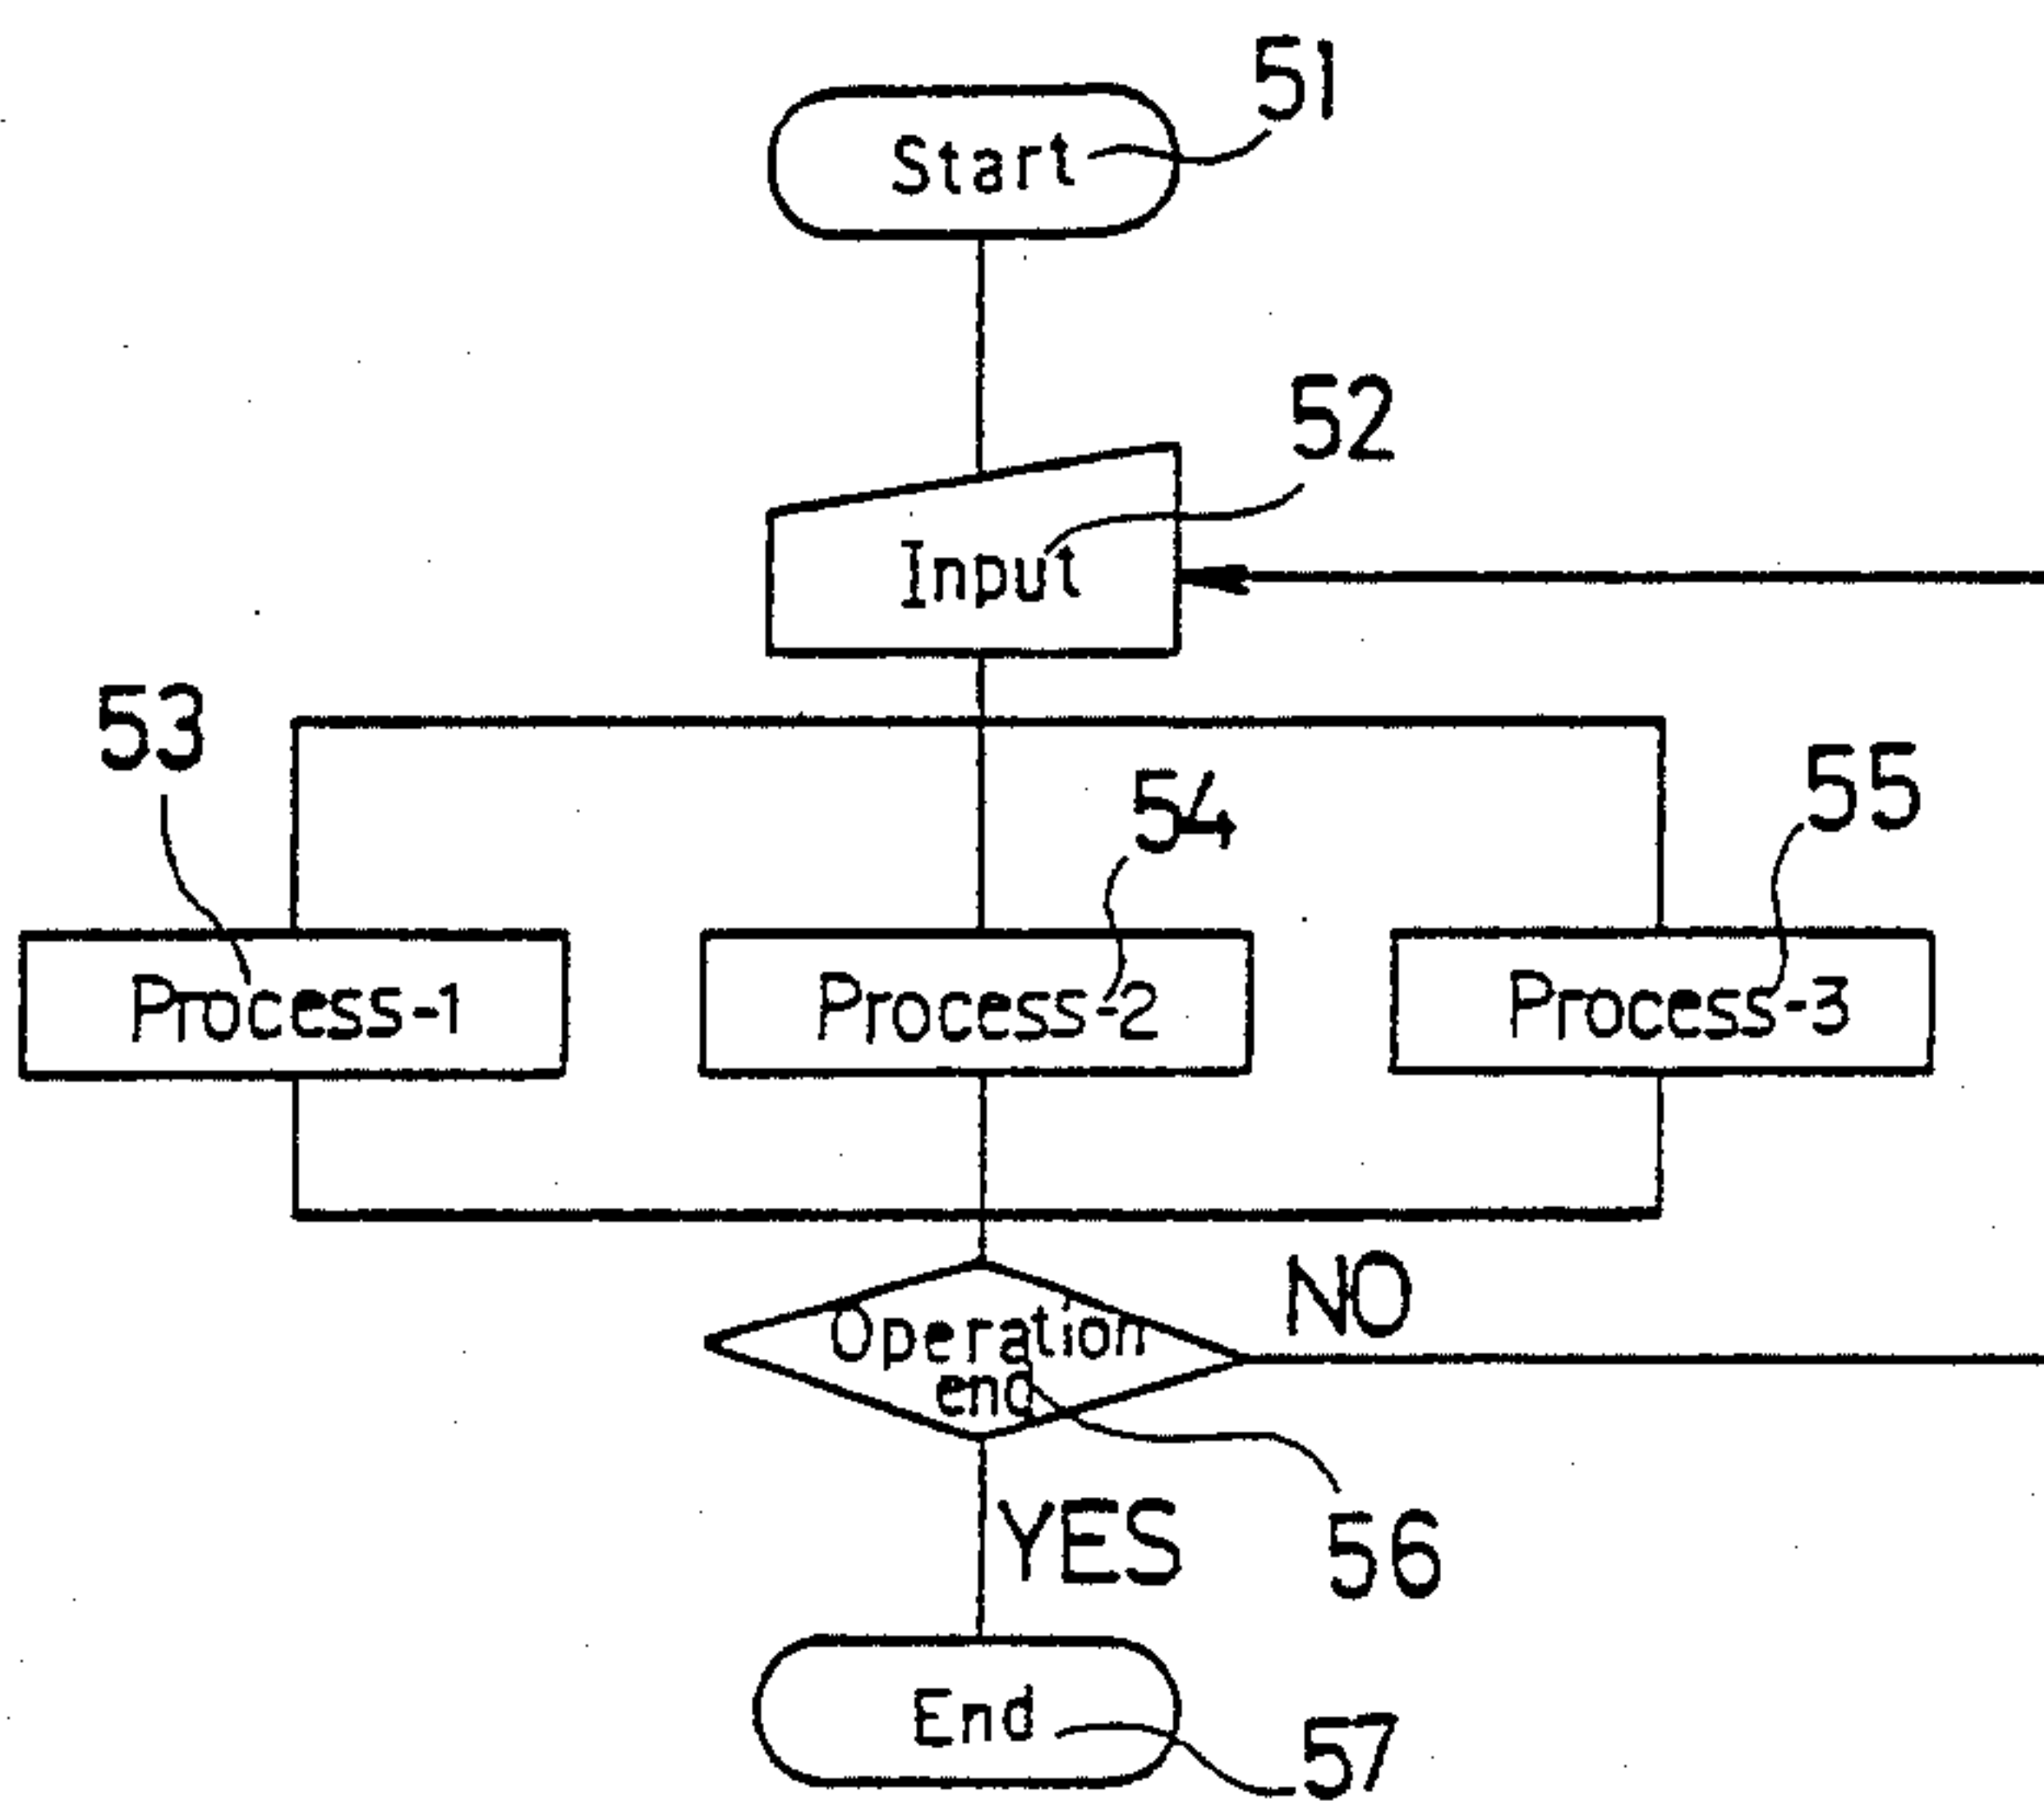 51
Start
52
Input
53
54
55
Process-1
Process-2
Process-3
NO
Operation
end
YES
56
End
57